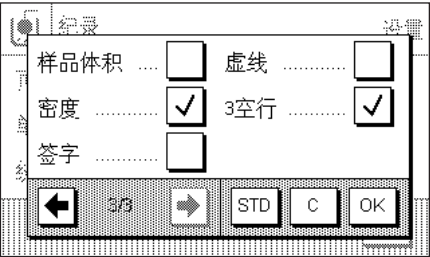 纪录 设置
样品体积 .... 虚线 ............
密度 ............ 3空行 ............
签字 ............
3/3 STD C OK